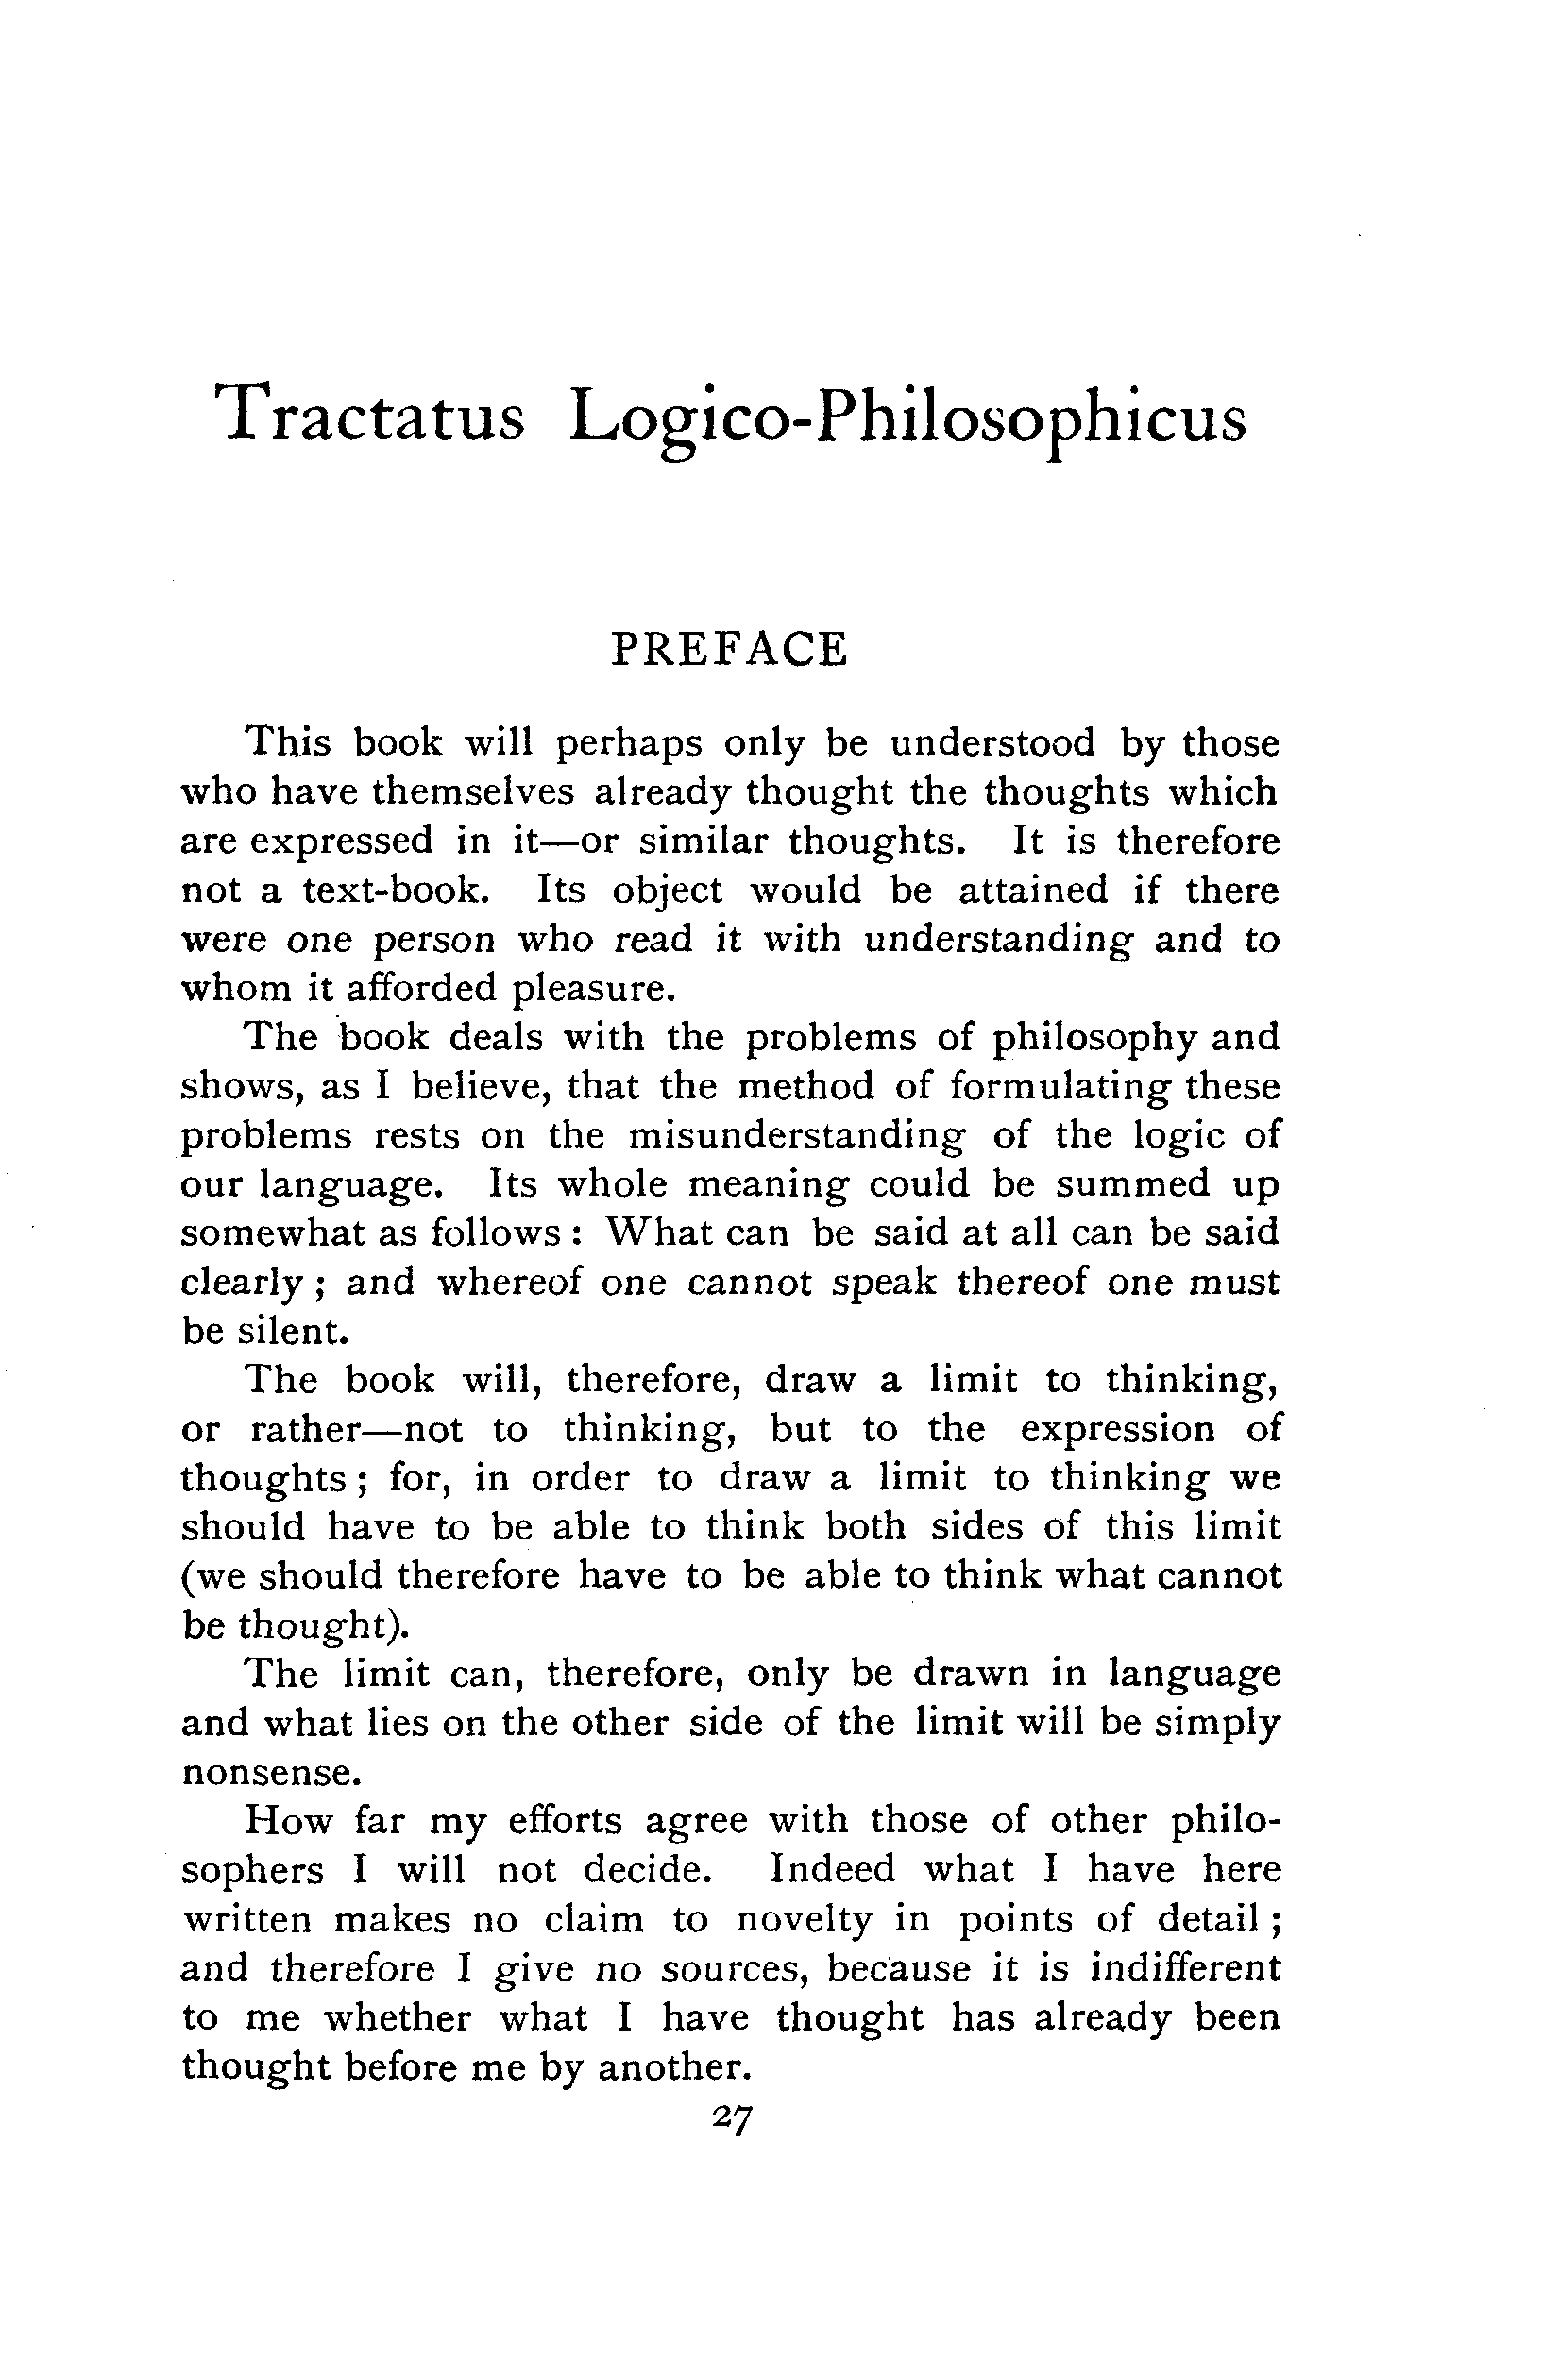 Tractatus Logico-Philosophicus
PREFACE
This book will perhaps only be understood by those
who have themselves already thought the thoughts which
are expressed in it—or similar thoughts. It is therefore
not a text-book. Its object would be attained if there
were one person who read it with understanding and to
whom it afforded pleasure.
The book deals with the problems of philosophy and
shows, as I believe, that the method of formulating these
problems rests on the misunderstanding of the logic of
our language. Its whole meaning could be summed up
somewhat as follows : What can be said at all can be said
clearly ; and whereof one cannot speak thereof one must
be silent.
The book will, therefore, draw a limit to thinking,
or rather—not to thinking, but to the expression of
thoughts ; for, in order to draw a limit to thinking we
should have to be able to think both sides of this limit
(we should therefore have to be able to think what cannot
be thought).
The limit can, therefore, only be drawn in language
and what lies on the other side of the limit will be simply
nonsense.
How far my efforts agree with those of other philo-
sophers I will not decide. Indeed what I have here
written makes no claim to novelty in points of detail ;
and therefore I give no sources, because it is indifferent
to me whether what I have thought has already been
thought before me by another.
27